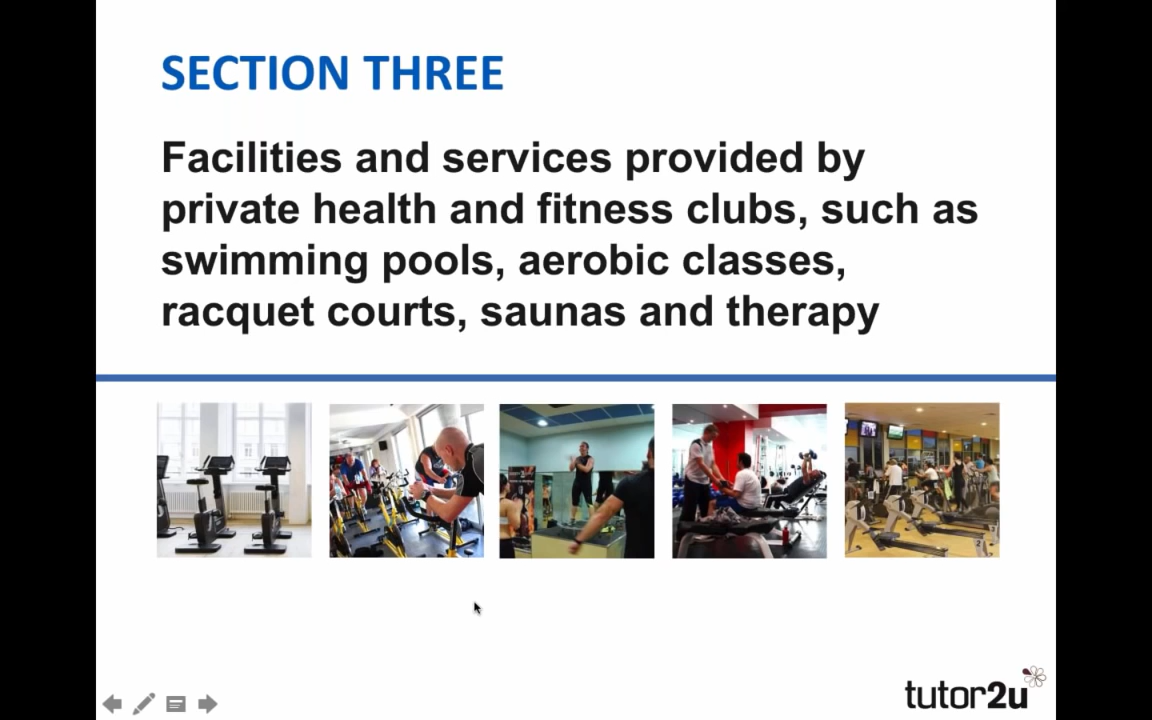 SECTION THREE
Facilities and services provided by
private health and fitness clubs, such as
swimming pools, aerobic classes,
racquet courts, saunas and therapy
tutor2u